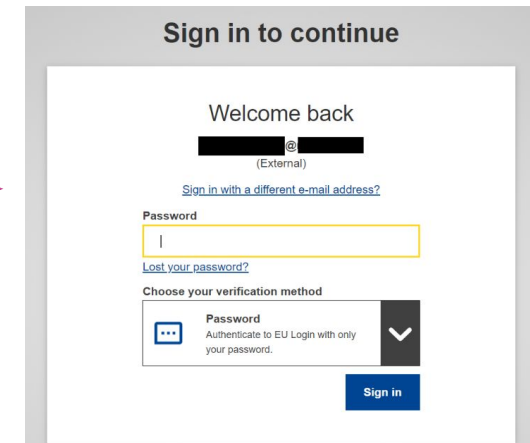 Sign in to continue
Welcome back
@
(External)
Sign in with a different e-mail address?
Password
Lost your password?
Choose your verification method
Password
Authenticate to EU Login with only
your password.
Sign in